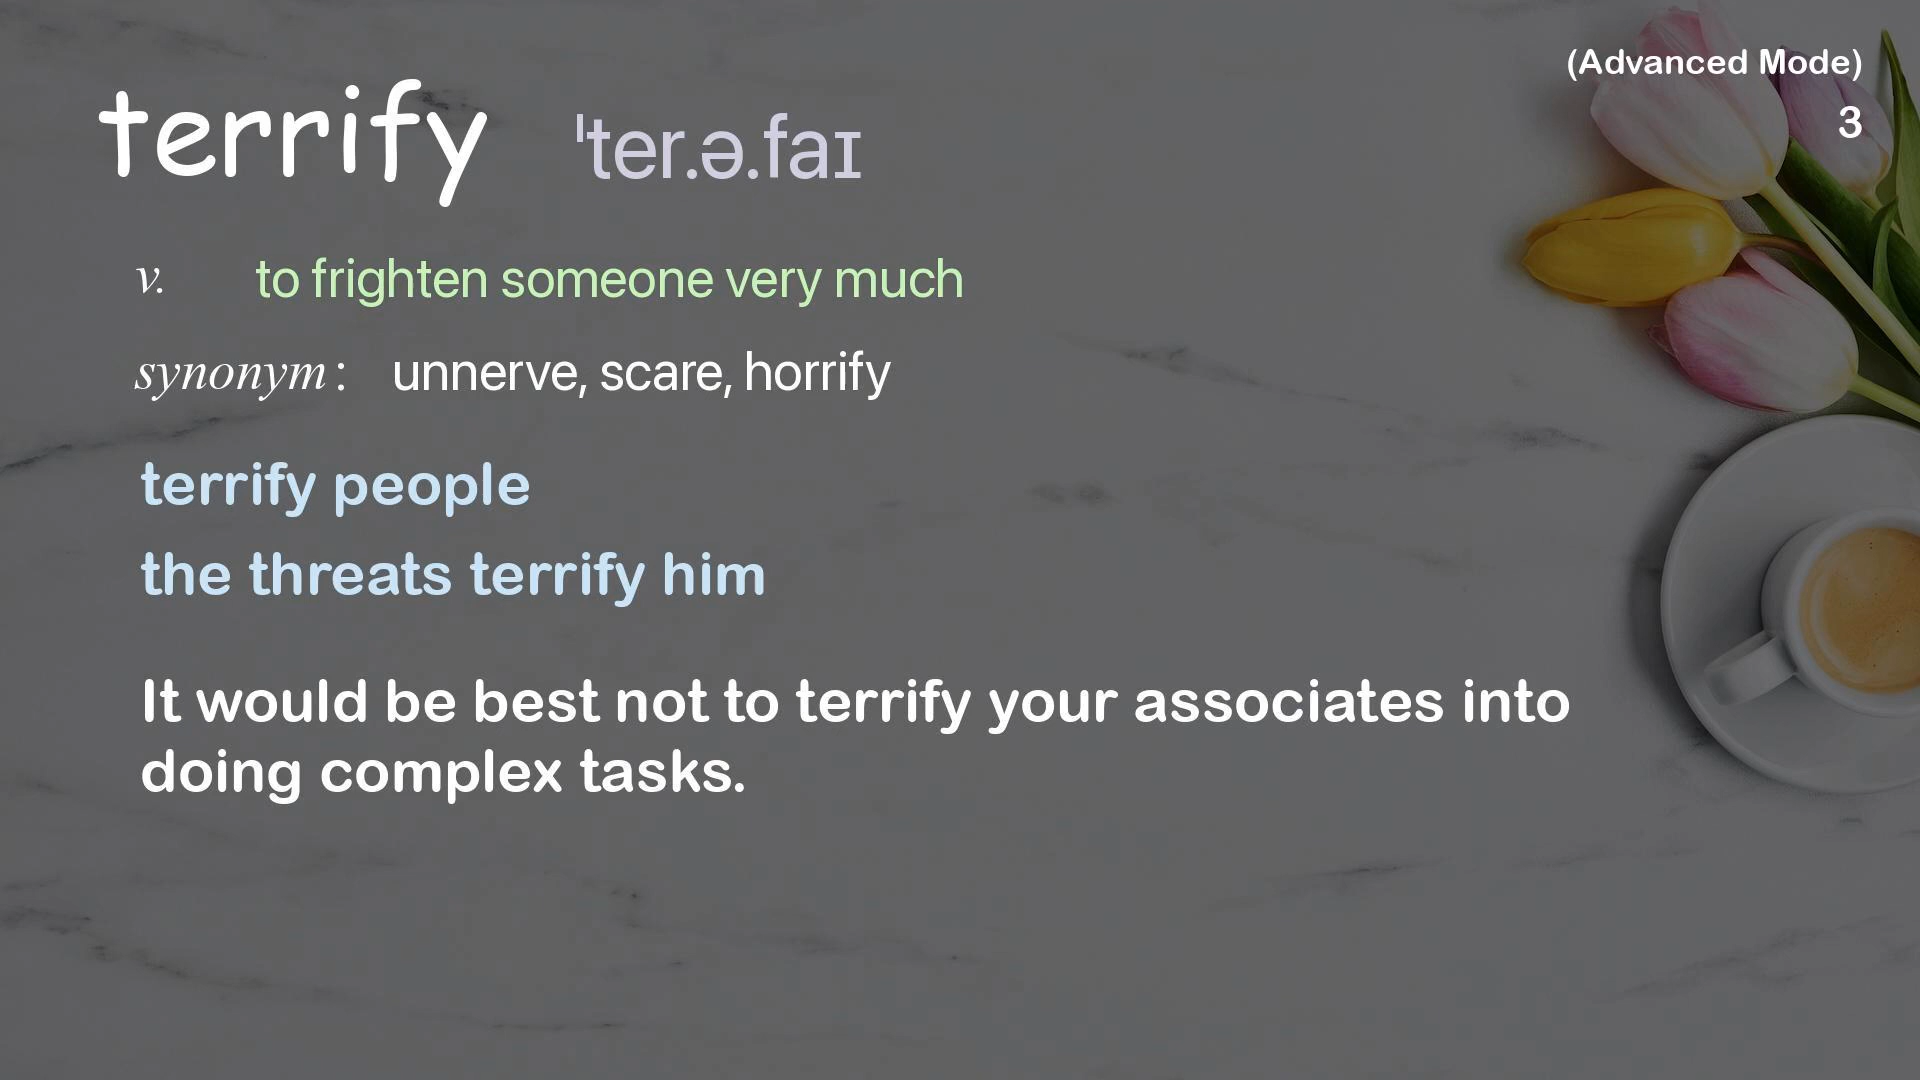 (Advanced Mode)
terrify ˈter.ə.faɪ
3
v. to frighten someone very much
synonym: unnerve, scare, horrify
terrify people
the threats terrify him
It would be best not to terrify your associates into
doing complex tasks.